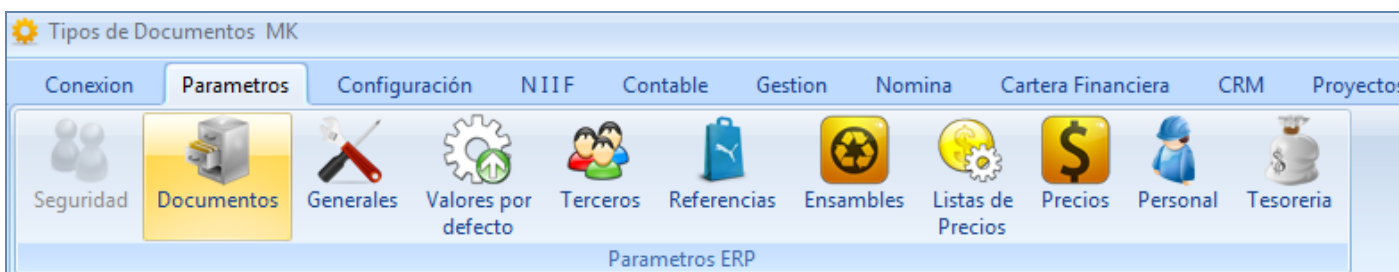 Tipos de Documentos MK
Conexion Parametros Configuración NIIF Contable Gestion Nomina Cartera Financiera CRM Proyectos
Seguridad Documentos Generales Valores por defecto Terceros Referencias Ensambles Listas de Precios Precios Personal Tesoreria
Parametros ERP